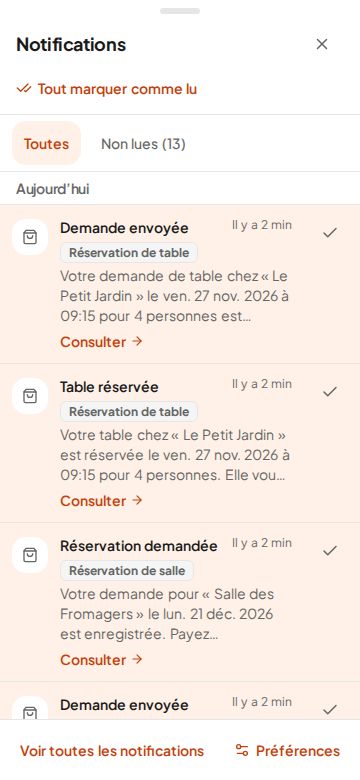 Notifications
Tout marquer comme lu
Toutes
Non lues (13)
Aujourd'hui
Demande envoyée
Il y a 2 min
Réservation de table
Votre demande de table chez « Le
Petit Jardin » le ven. 27 nov. 2026 à
09:15 pour 4 personnes est…
Consulter →
Table réservée
Il y a 2 min
Réservation de table
Votre table chez « Le Petit Jardin »
est réservée le ven. 27 nov. 2026 à
09:15 pour 4 personnes. Elle vou…
Consulter →
Réservation demandée
Il y a 2 min
Réservation de salle
Votre demande pour « Salle des
Fromagers » le lun. 21 déc. 2026
est enregistrée. Payez…
Consulter →
Demande envoyée
Il y a 2 min
Voir toutes les notifications
Préférences